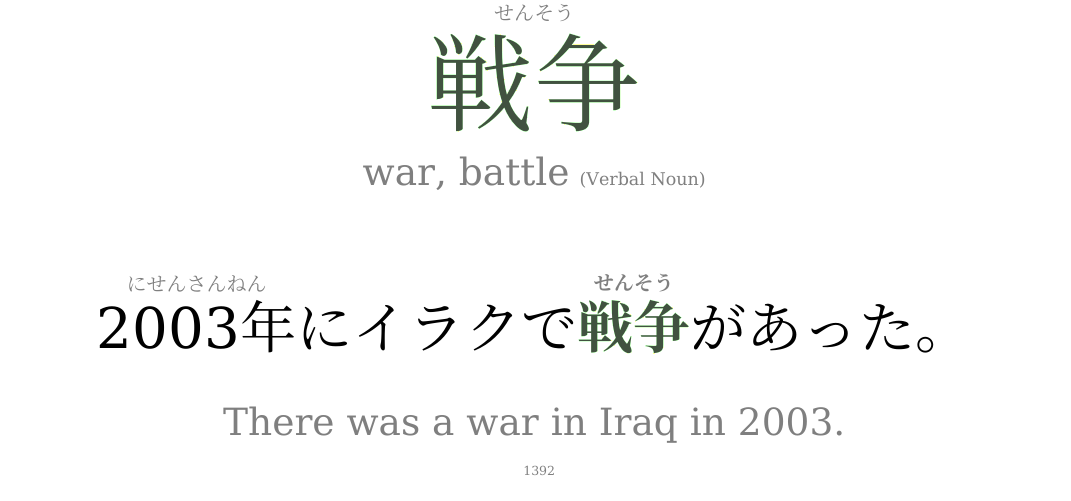 せんそう
戦争
war, battle (Verbal Noun)
にせんさんねん せんそう
2003年にイラクで戦争があった。
There was a war in Iraq in 2003.
1392